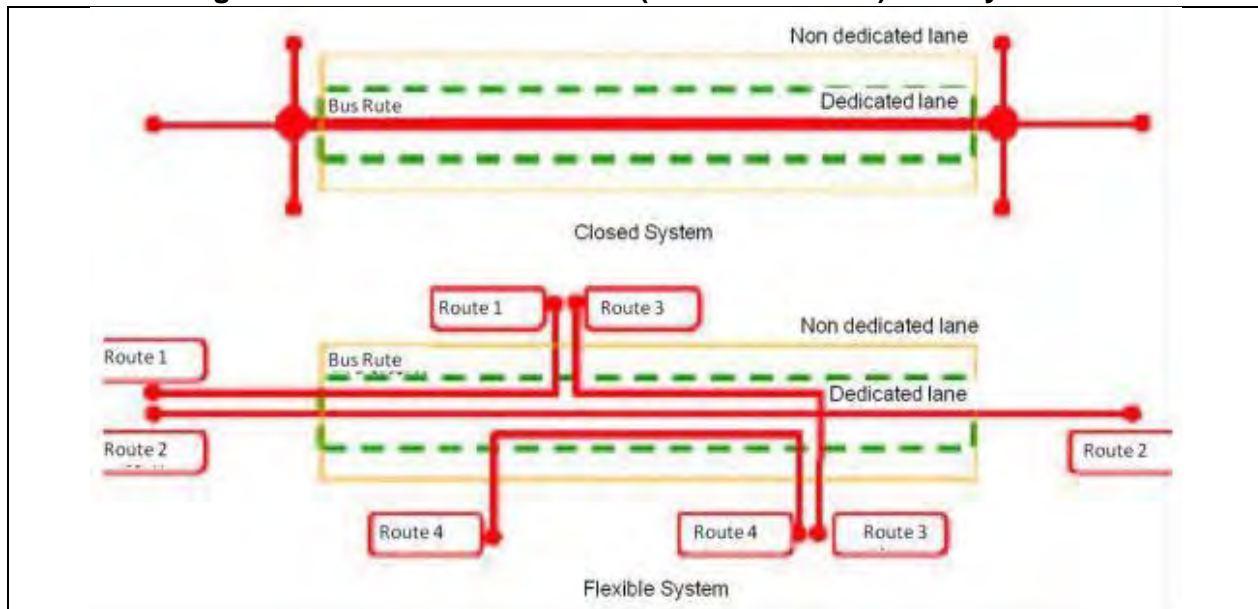 Non dedicated lane
Bus Rute
Dedicated lane
Closed System
Route 1
Route 3
Non dedicated lane
Route 1
Bus Rute
Dedicated lane
Route 2
Route 2
Route 4
Route 4
Route 3
Flexible System